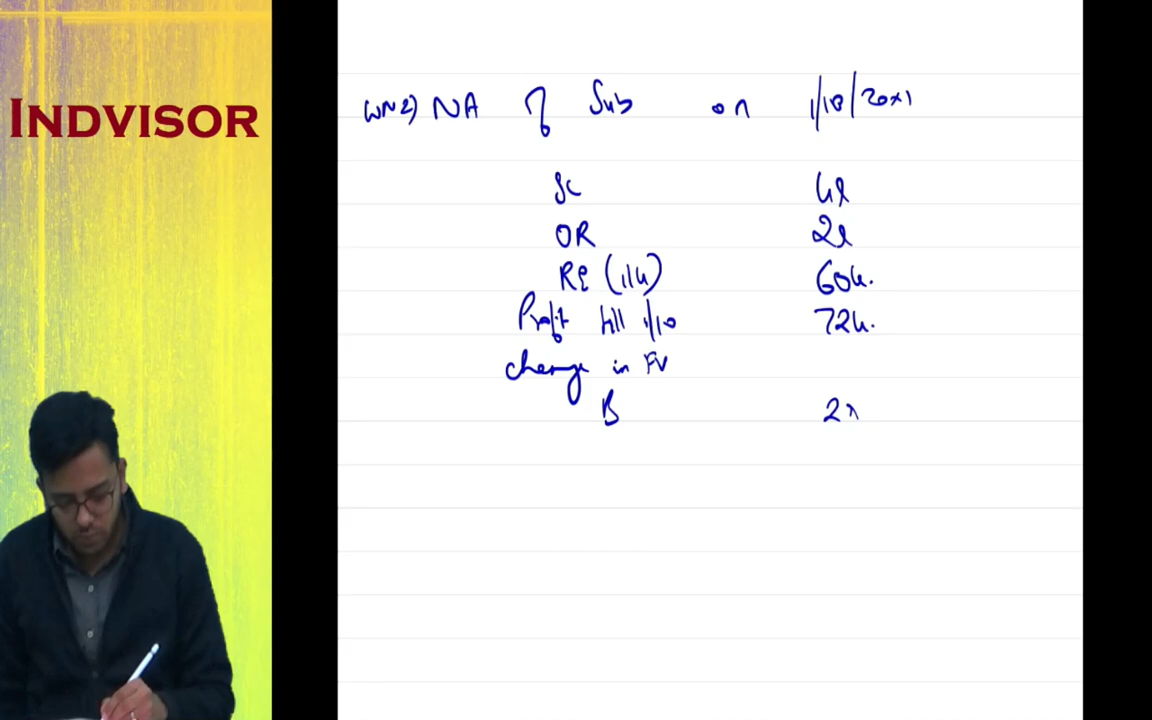 INDVISOR
WN2) NA of Sub on 1/10/20x1
SC 4l
OR 2l
RE (1/4) 60k.
Profit till 1/10 72k.
change in FV
B